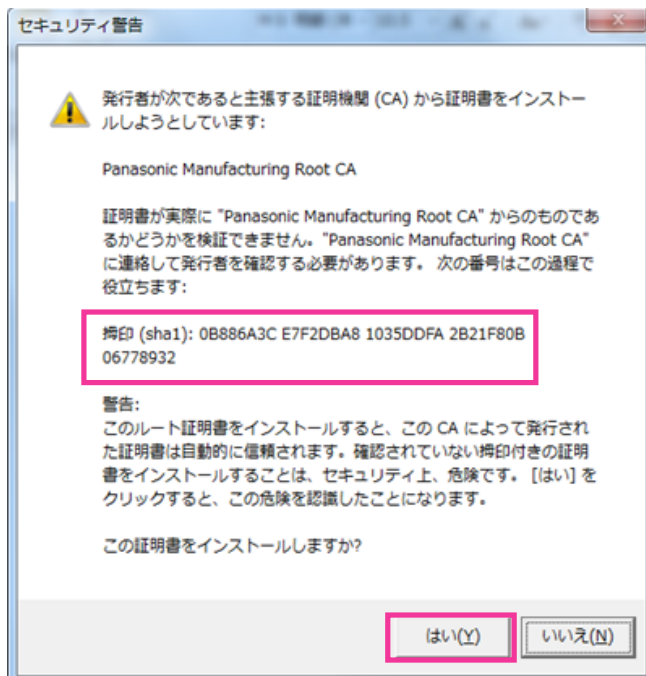 セキュリティ警告
発行者が次であると主張する証明機関 (CA) から証明書をインストー
ルしようとしています:
Panasonic Manufacturing Root CA
証明書が実際に "Panasonic Manufacturing Root CA" からのものであ
るかどうかを検証できません。"Panasonic Manufacturing Root CA"
に連絡して発行者を確認する必要があります。 次の番号はこの過程で
役立ちます:
拇印 (sha1): 0B886A3C E7F2DBA8 1035DDFA 2B21F80B
06778932
警告:
このルート証明書をインストールすると、この CA によって発行され
た証明書は自動的に信頼されます。確認されていない拇印付きの証明
書をインストールすることは、セキュリティ上、危険です。 [はい] を
クリックすると、この危険を認識したことになります。
この証明書をインストールしますか?
はい(Y)
いいえ(N)